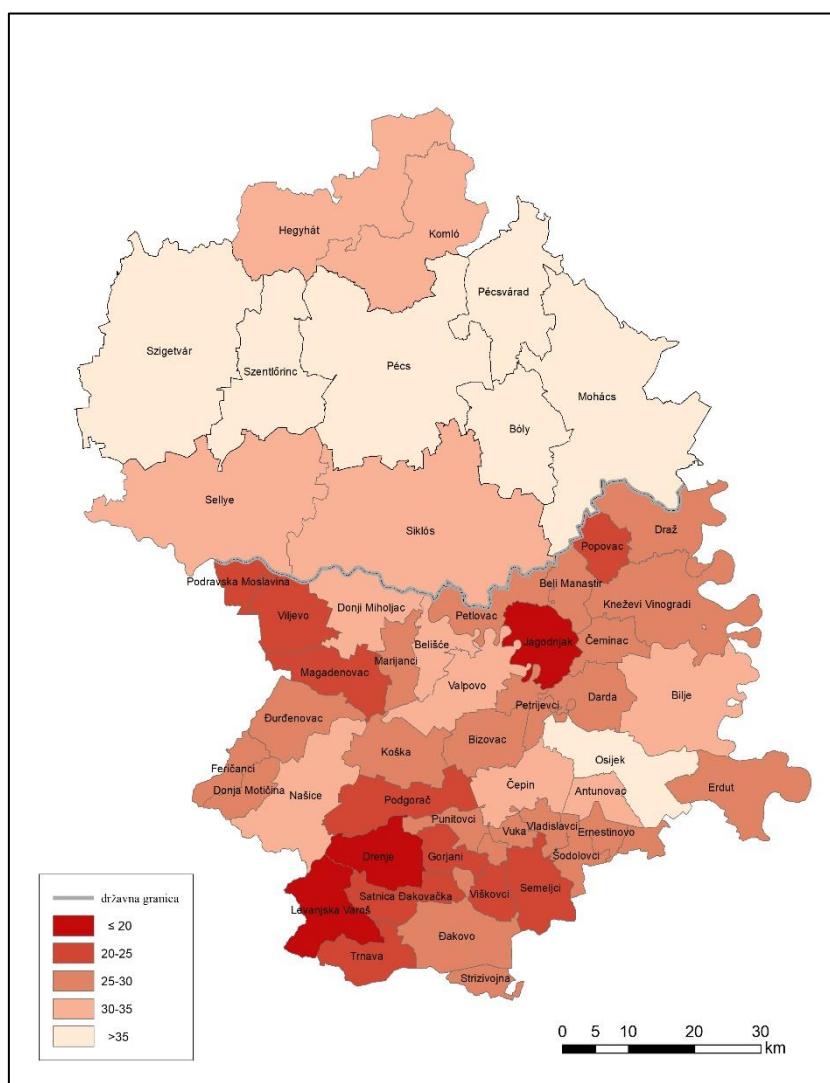 Hegyhát
Komló
Pécsvárad
Szigetvár
Szentlőrinc
Pécs
Mohács
Bóly
Sellye
Siklós
Draž
Popovac
Podravska Moslavina
Beli Manastir
Viljevo
Donji Miholjac
Petlovac
Kneževi Vinogradi
Jagodnjak
Čeminac
Belišće
Marijanci
Magadenovac
Valpovo
Darda
Bilje
Petrijevci
Đurđenovac
Koška
Bizovac
Osijek
Feričanci
Donja Motičina
Našice
Čepin
Antunovac
Erdut
Podgorač
Punitovci
Vuka
Vladislavci
Ernestinovo
Drenje
Gorjani
Šodolovci
Satnica Đakovačka
Viškovci
Semeljci
Levanjska Varoš
Đakovo
Trnava
Strizivojna
državna granica
≤ 20
20-25
25-30
30-35
>35
0 5 10 20 30
km